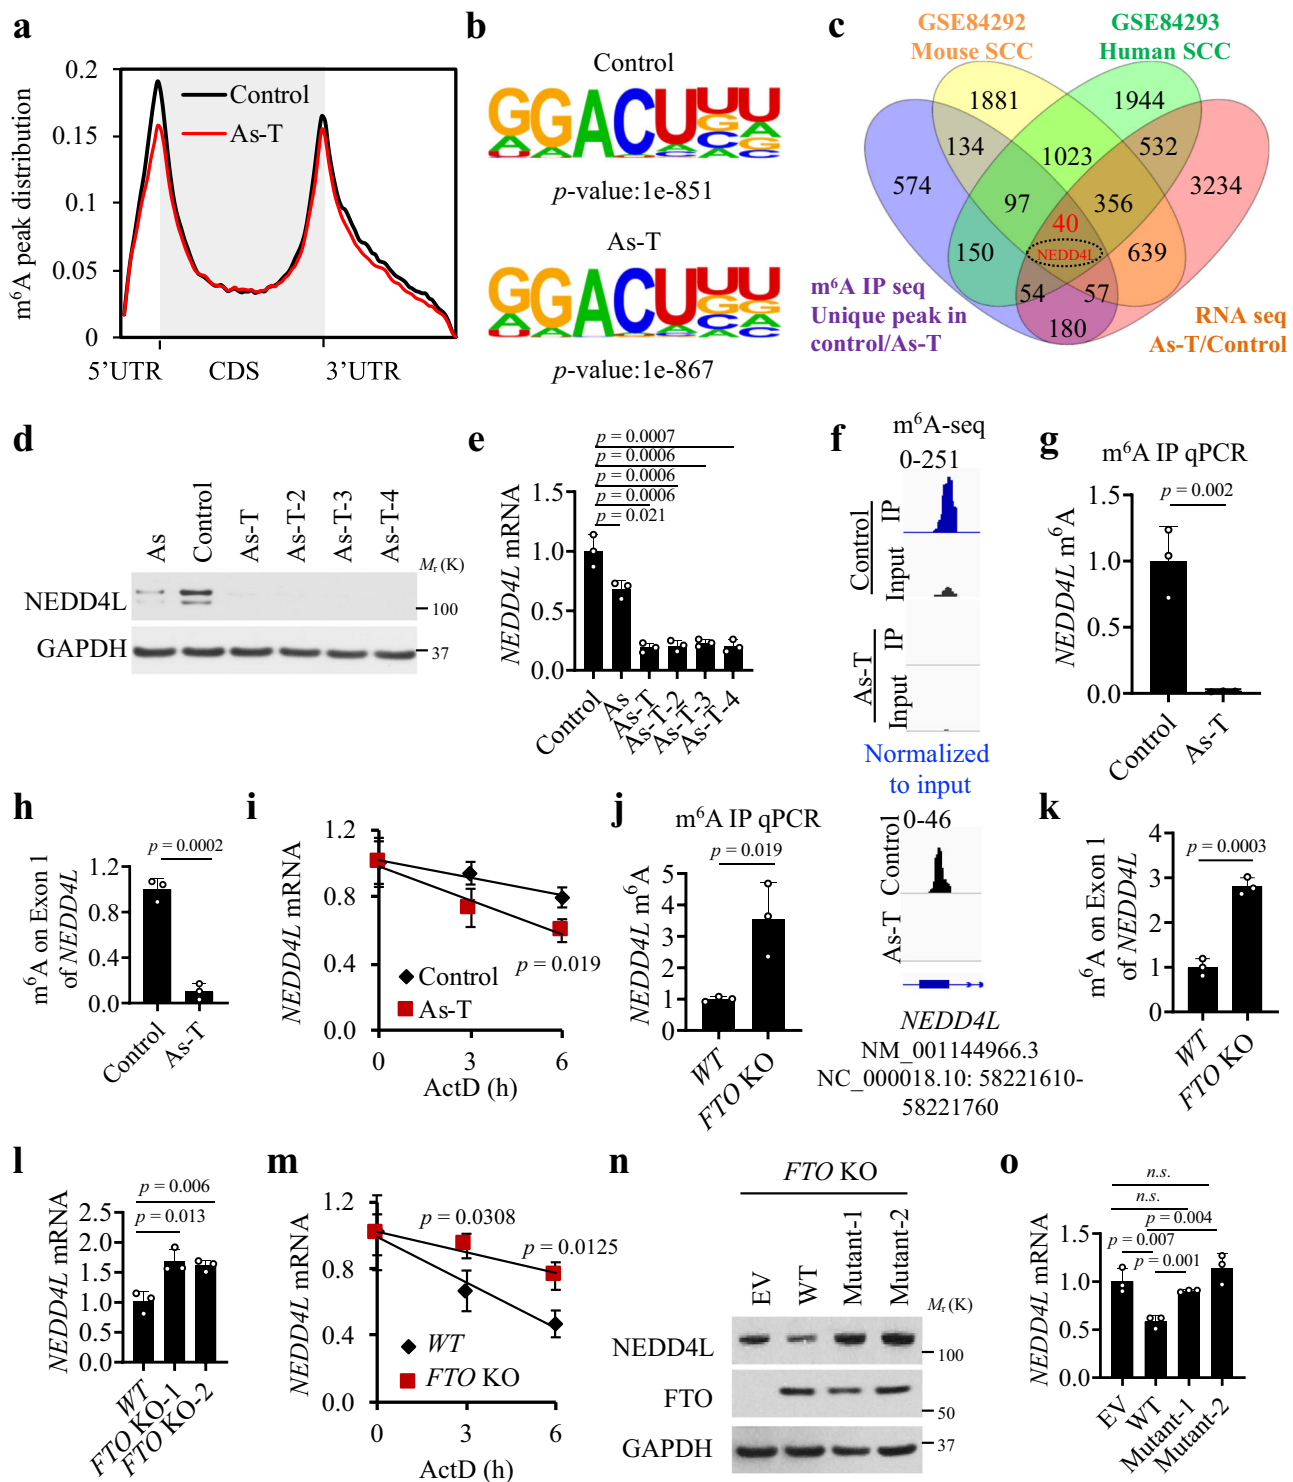 a
m⁶A peak distribution
0.2
0.15
0.1
0.05
0
Control
As-T
5’UTR
CDS
3’UTR
b
Control
GGACUUU
p-value:1e-851
As-T
GGACUUU
p-value:1e-867
c
GSE84292
Mouse SCC
GSE84293
Human SCC
1881
1944
134
1023
532
574
97
356
3234
40
NEDD4L
150
639
54
57
180
m⁶A IP seq
Unique peak in
control/As-T
RNA seq
As-T/Control
d
As
Control
As-T
As-T-2
As-T-3
As-T-4
Mr (K)
NEDD4L
100
GAPDH
37
e
p = 0.0007
p = 0.0006
p = 0.0006
p = 0.0006
p = 0.021
NEDD4L mRNA
1.5
1.0
0.5
0.0
Control
As
As-T
As-T-2
As-T-3
As-T-4
f
m⁶A-seq
0-251
Control
IP
Input
As-T
IP
Input
Normalized
to input
0-46
Control
As-T
NEDD4L
NM_001144966.3
NC_000018.10: 58221610-
58221760
g
m⁶A IP qPCR
p = 0.002
NEDD4L m⁶A
1.5
1.0
0.5
0.0
Control
As-T
h
p = 0.0002
m⁶A on Exon 1
of NEDD4L
1.2
0.8
0.4
0.0
Control
As-T
i
NEDD4L mRNA
1.2
0.8
0.4
0.0
p = 0.019
Control
As-T
0
3
6
ActD (h)
j
m⁶A IP qPCR
p = 0.019
NEDD4L m⁶A
5
4
3
2
1
0
WT
FTO KO
k
p = 0.0003
m⁶A on Exon 1
of NEDD4L
4
3
2
1
0
WT
FTO KO
l
p = 0.006
p = 0.013
NEDD4L mRNA
2.5
2.0
1.5
1.0
0.5
0.0
WT
FTO KO-1
FTO KO-2
m
NEDD4L mRNA
1.2
0.8
0.4
0.0
p = 0.0308
p = 0.0125
WT
FTO KO
0
3
6
ActD (h)
n
FTO KO
EV
WT
Mutant-1
Mutant-2
Mr (K)
NEDD4L
100
FTO
50
GAPDH
37
o
n.s.
n.s.
p = 0.004
p = 0.007
p = 0.001
NEDD4L mRNA
1.5
1.0
0.5
0.0
EV
WT
Mutant-1
Mutant-2